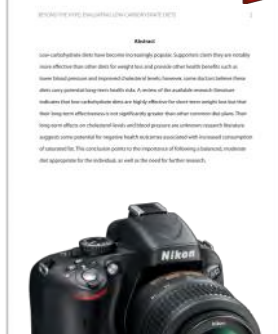 BEYOND THE HYPE: EVALUATING LOW-CARBOHYDRATE DIETS 2
Abstract
Low-carbohydrate diets have become increasingly popular. Supporters claim they are notably
more effective than other diets for weight loss and provide other health benefits such as
lower blood pressure and improved cholesterol levels; however, some doctors believe these
diets carry potential long-term health risks. A review of the available research literature
indicates that low-carbohydrate diets are highly effective for short-term weight loss but that
their long-term effectiveness is not significantly greater than other common diet plans. Their
long-term effects on cholesterol levels and blood pressure are unknown; research literature
suggests some potential for negative health outcomes associated with increased consumption
of saturated fat. This conclusion points to the importance of following a balanced, moderate
diet appropriate for the individual, as well as the need for further research.
Nikon